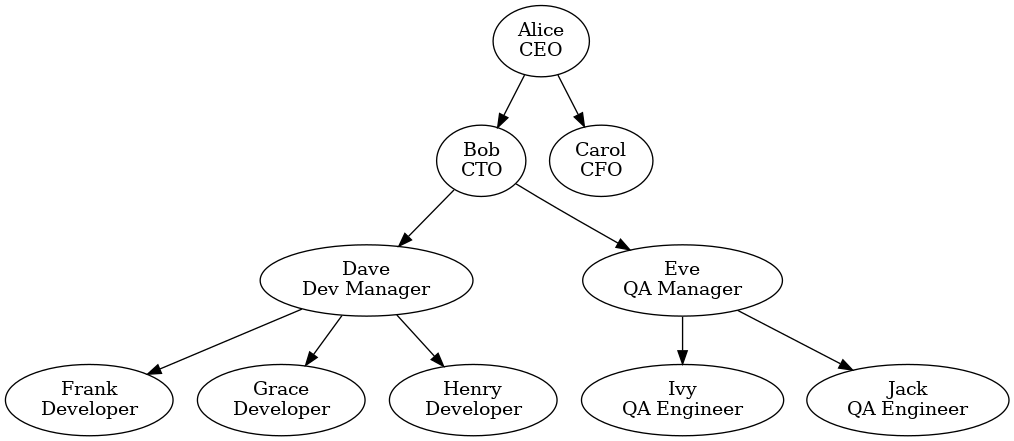 Alice
CEO
Bob
CTO
Carol
CFO
Dave
Dev Manager
Eve
QA Manager
Frank
Developer
Grace
Developer
Henry
Developer
Ivy
QA Engineer
Jack
QA Engineer